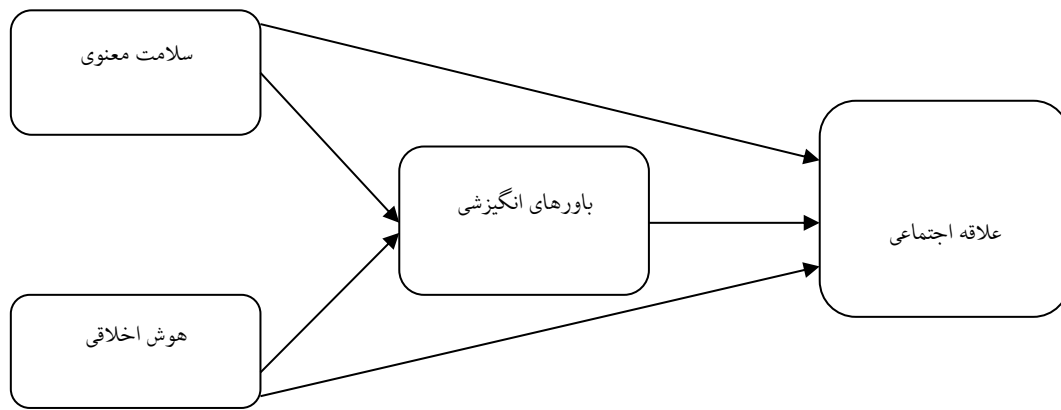 سلامت معنوی
باورهای انگیزشی
علاقه اجتماعی
هوش اخلاقی